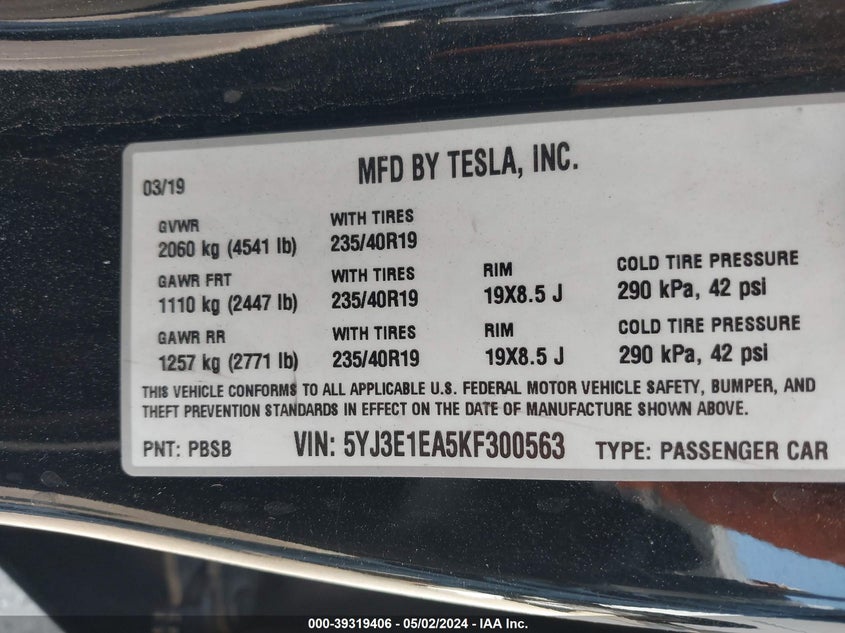 MFD BY TESLA, INC.
03/19
GVWR WITH TIRES
2060 kg (4541 lb) 235/40R19
GAWR FRT WITH TIRES RIM COLD TIRE PRESSURE
1110 kg (2447 lb) 235/40R19 19X8.5 J 290 kPa, 42 psi
GAWR RR WITH TIRES RIM COLD TIRE PRESSURE
1257 kg (2771 lb) 235/40R19 19X8.5 J 290 kPa, 42 psi
THIS VEHICLE CONFORMS TO ALL APPLICABLE U.S. FEDERAL MOTOR VEHICLE SAFETY, BUMPER, AND
THEFT PREVENTION STANDARDS IN EFFECT ON THE DATE OF MANUFACTURE SHOWN ABOVE.
PNT: PBSB VIN: 5YJ3E1EA5KF300563 TYPE: PASSENGER CAR
000-39319406 - 05/02/2024 - IAA Inc.